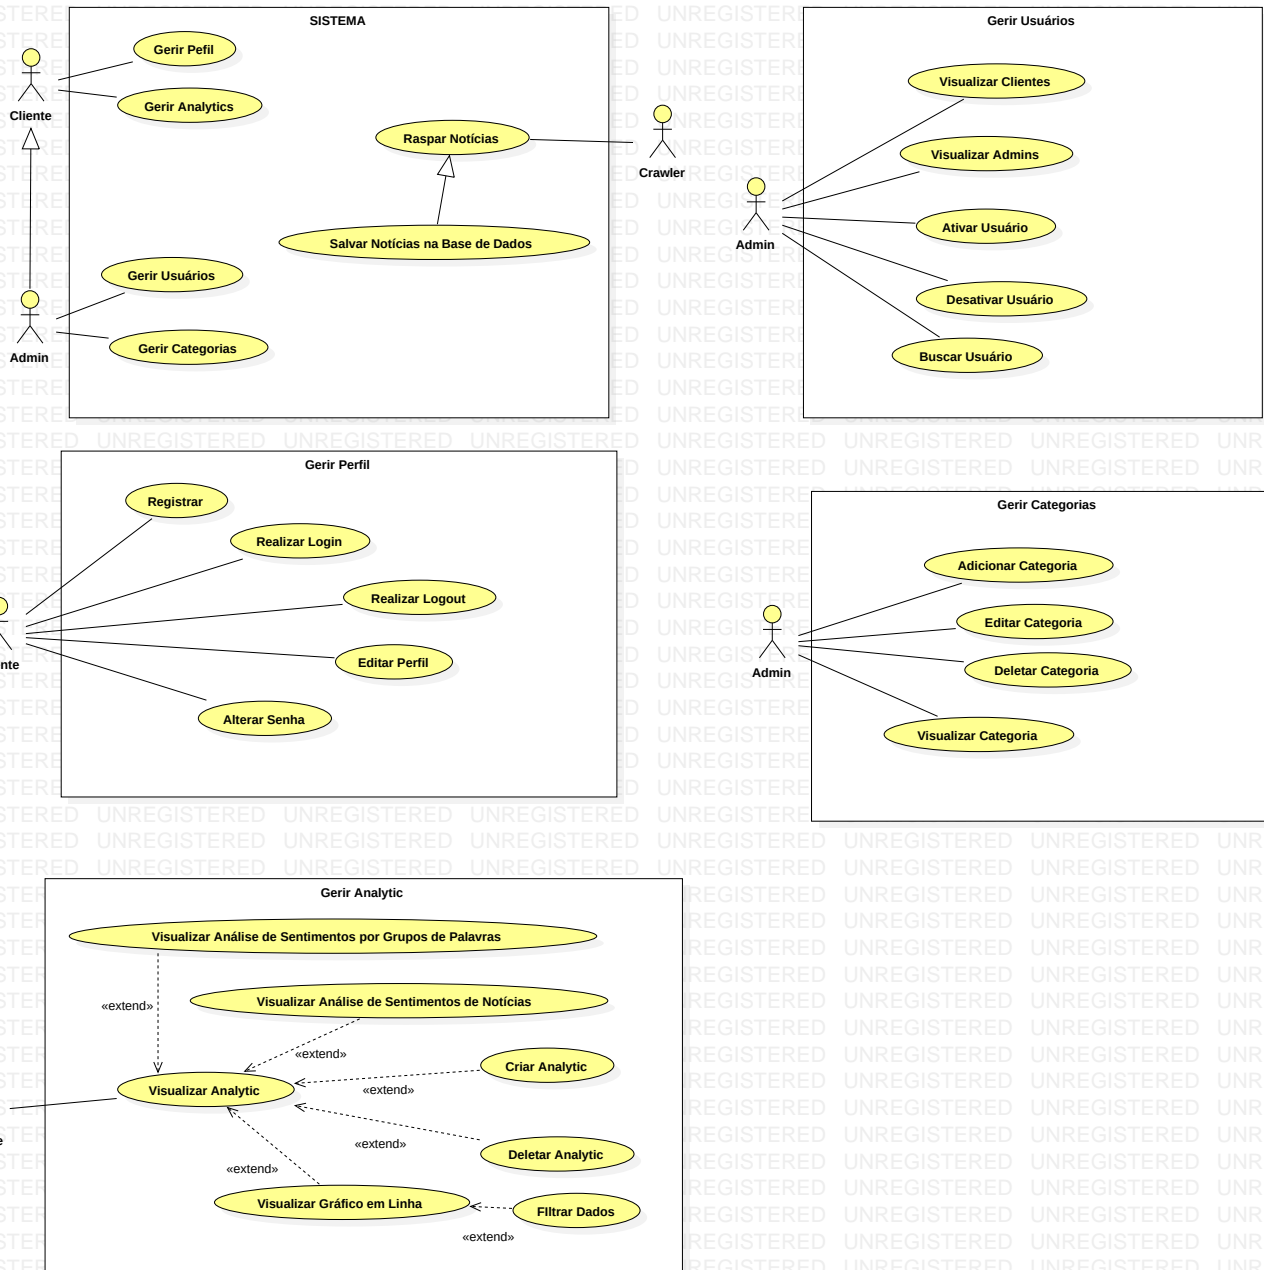 SISTEMA
Gerir Pefil
Gerir Analytics
Cliente
Raspar Notícias
Crawler
Salvar Notícias na Base de Dados
Gerir Usuários
Gerir Categorias
Admin
Gerir Usuários
Visualizar Clientes
Visualizar Admins
Ativar Usuário
Admin
Desativar Usuário
Buscar Usuário
Gerir Perfil
Registrar
Realizar Login
Realizar Logout
Editar Perfil
nte
Alterar Senha
Gerir Categorias
Adicionar Categoria
Editar Categoria
Deletar Categoria
Admin
Visualizar Categoria
Gerir Analytic
Visualizar Análise de Sentimentos por Grupos de Palavras
«extend»
Visualizar Análise de Sentimentos de Notícias
«extend»
Criar Analytic
«extend»
Visualizar Analytic
e
«extend»
Deletar Analytic
«extend»
Visualizar Gráfico em Linha
FIltrar Dados
«extend»
UNREGISTERED